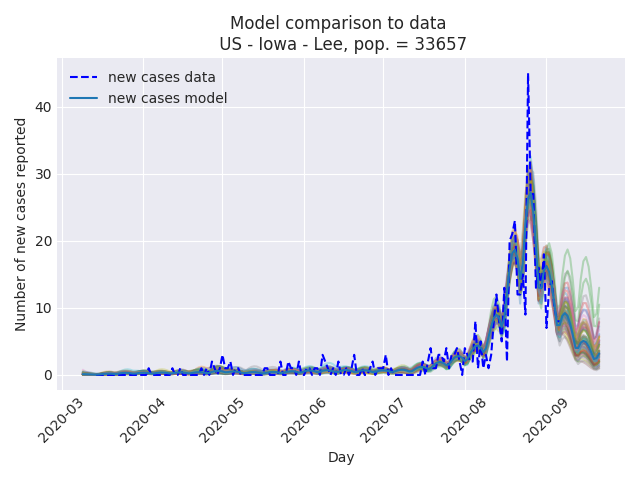 Model comparison to data
US - Iowa - Lee, pop. = 33657
new cases data
new cases model
Number of new cases reported
40
30
20
10
0
2020-03
2020-04
2020-05
2020-06
2020-07
2020-08
2020-09
Day